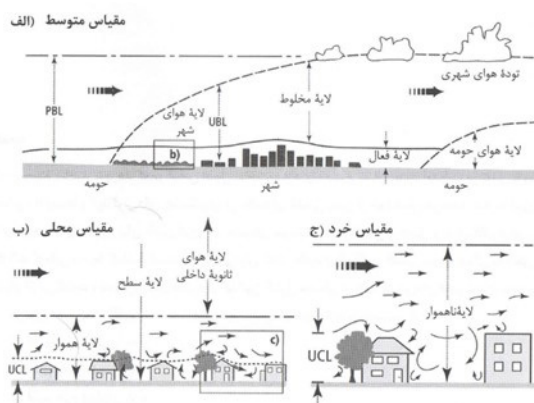 مقیاس متوسط (الف
تودهٔ هوای شهری
PBL
لایهٔ هوای
شهر
UBL
لایهٔ مخلوط
لایهٔ فعال
لایهٔ هوای حومه
b)
حومه
شهر
حومه
مقیاس خرد (ج
لایهٔ ناهموار
UCL
مقیاس محلی (ب
لایهٔ هوای
ثانویهٔ داخلی
لایهٔ سطح
لایهٔ هموار
c)
UCL